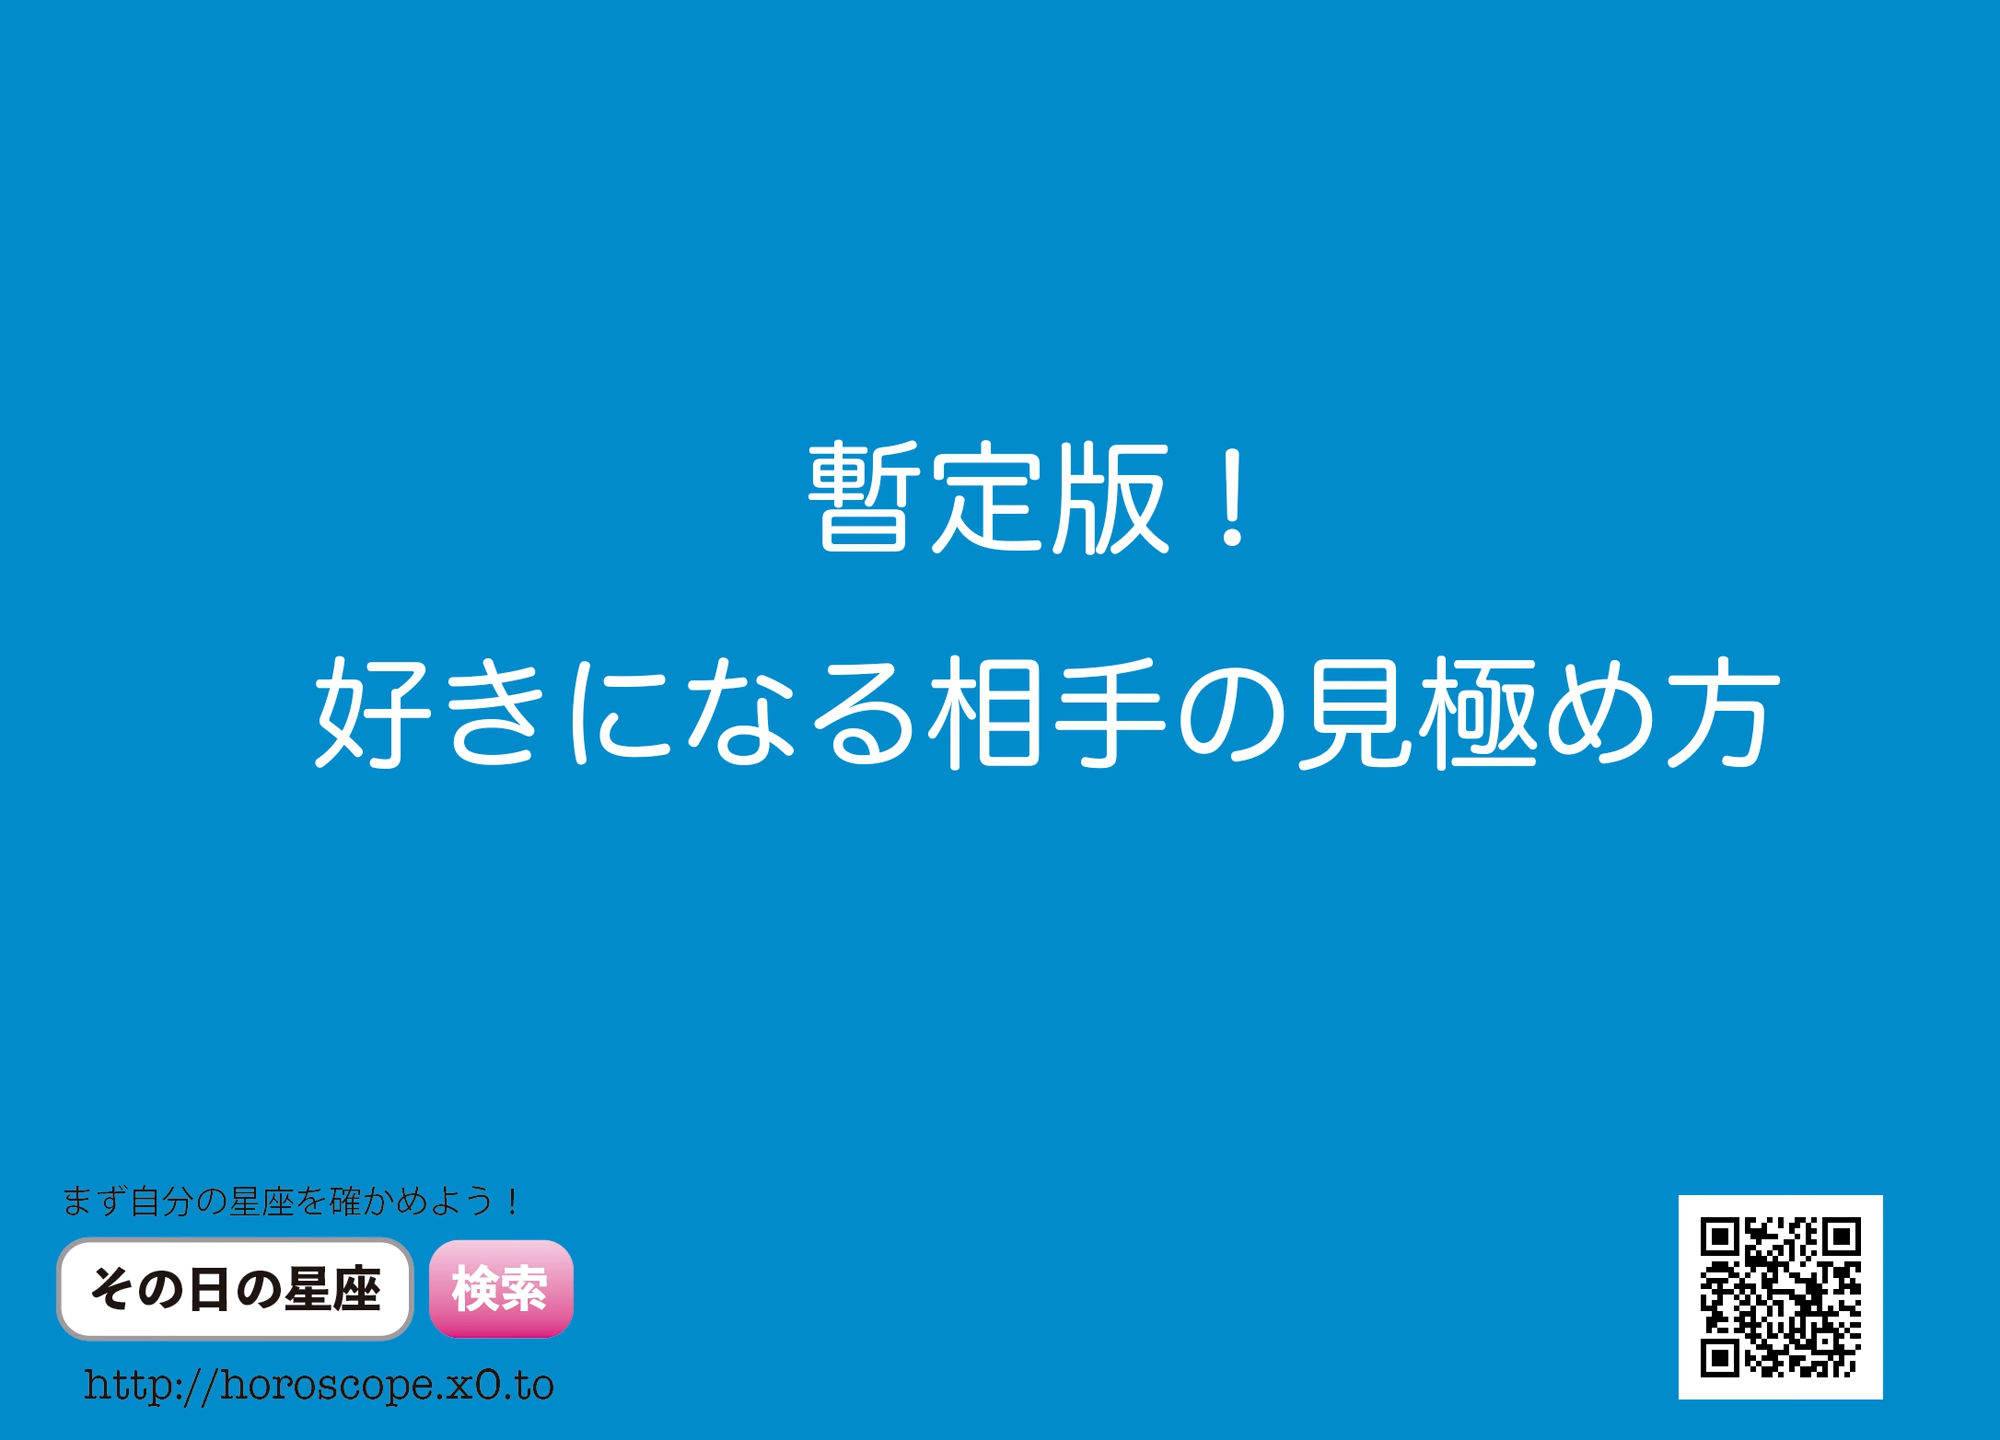 暫定版！
好きになる相手の見極め方
まず自分の星座を確かめよう！
その日の星座 検索
http://horoscope.x0.to